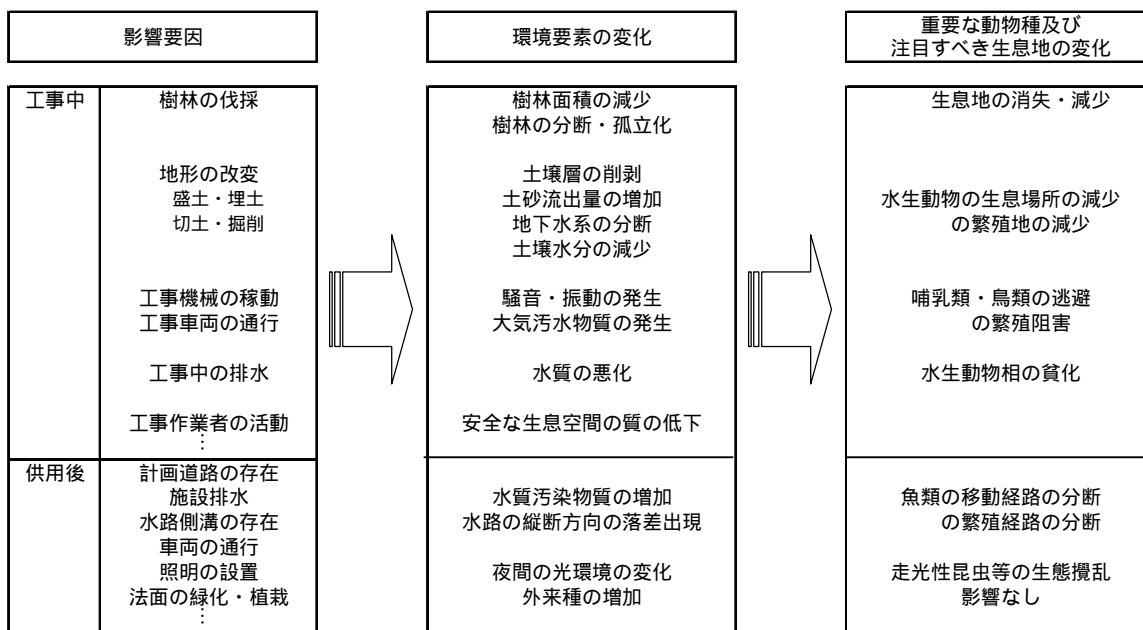 影響要因
環境要素の変化
重要な動物種及び
注目すべき生息地の変化
工事中
樹林の伐採
樹林面積の減少
生息地の消失・減少
樹林の分断・孤立化
地形の改変
土壌層の削剥
盛土・埋土
土砂流出量の増加
水生動物の生息場所の減少
切土・掘削
地下水系の分断
の繁殖地の減少
土壌水分の減少
工事機械の稼動
騒音・振動の発生
哺乳類・鳥類の逃避
工事車両の通行
大気汚水物質の発生
の繁殖阻害
工事中の排水
水質の悪化
水生動物相の貧化
工事作業者の活動
安全な生息空間の質の低下
⋮
供用後
計画道路の存在
施設排水
水質汚染物質の増加
魚類の移動経路の分断
水路側溝の存在
水路の縦断方向の落差出現
の繁殖経路の分断
車両の通行
照明の設置
夜間の光環境の変化
走光性昆虫等の生態攪乱
法面の緑化・植栽
外来種の増加
影響なし
⋮